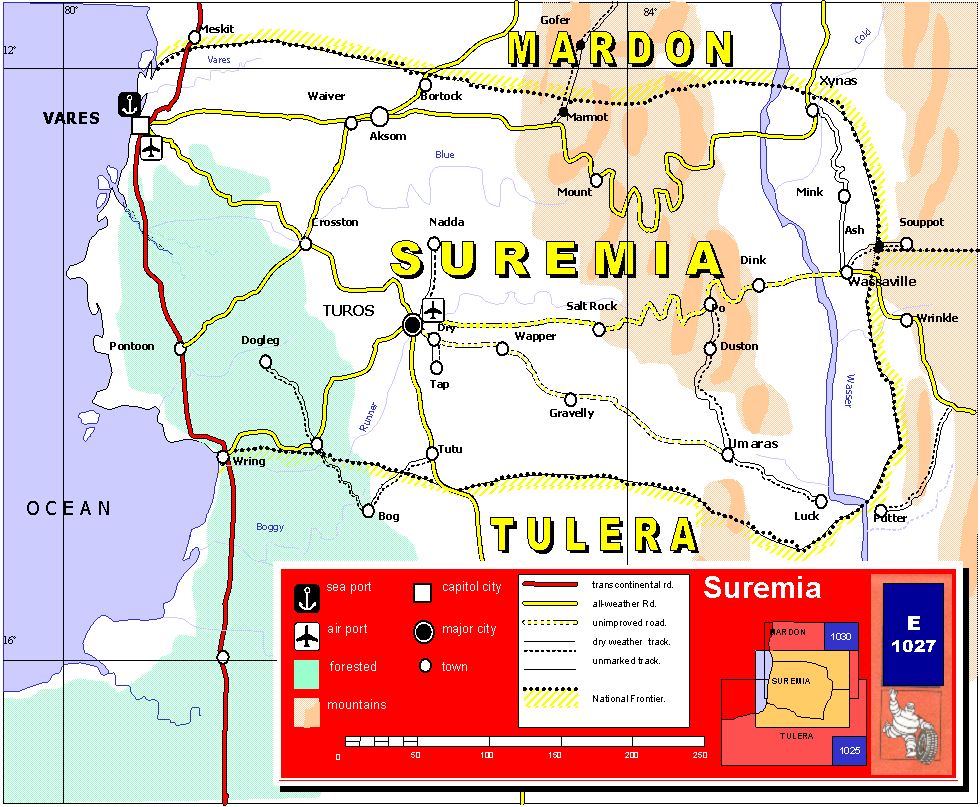 80°
84°
12°
16°
Meskit
Gofer
Cold
MARDON
Vares
Xynas
Waiver
Bortock
VARES
Marmot
Aksom
Blue
Mount
Mink
Crosston
Nadda
Ash
Souppot
SUREMIA
Dink
Wassaville
TUROS
Salt Rock
Po
Wrinkle
Dry
Pontoon
Dogleg
Wapper
Duston
Tap
Wasser
Runner
Gravelly
Umaras
Tutu
Wring
OCEAN
Bog
Luck
Putter
Boggy
TULERA
sea port
capitol city
air port
major city
forested
town
mountains
transcontinental rd.
all-weather Rd.
unimproved road.
dry weather track.
unmarked track.
National Frontier.
0
50
100
150
200
250
Suremia
MARDON
1030
SUREMIA
TULERA
1025
E
1027